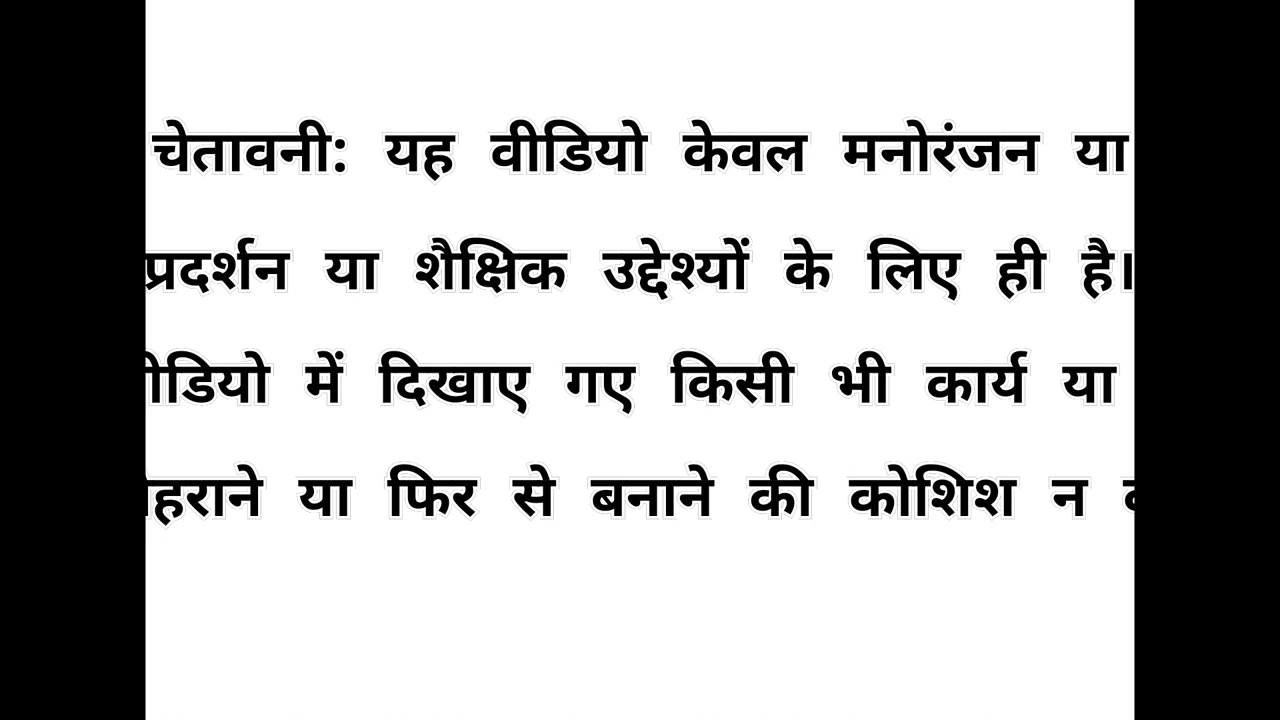 चेतावनी: यह वीडियो केवल मनोरंजन या
प्रदर्शन या शैक्षिक उद्देश्यों के लिए ही है।
में दिखाए गए किसी भी कार्य या
या फिर से बनाने की कोशिश न